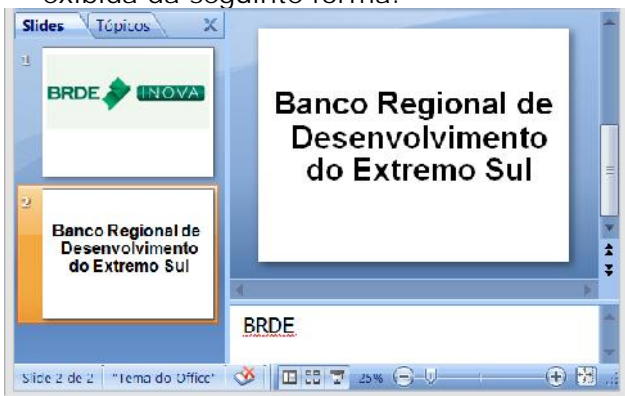 exibida da seguinte forma:
Slides Tópicos X
1
BRDE INOVA
2
Banco Regional de
Desenvolvimento
do Extremo Sul
Banco Regional de
Desenvolvimento
do Extremo Sul
BRDE
Slide 2 de 2 "Tema do Office" 25%